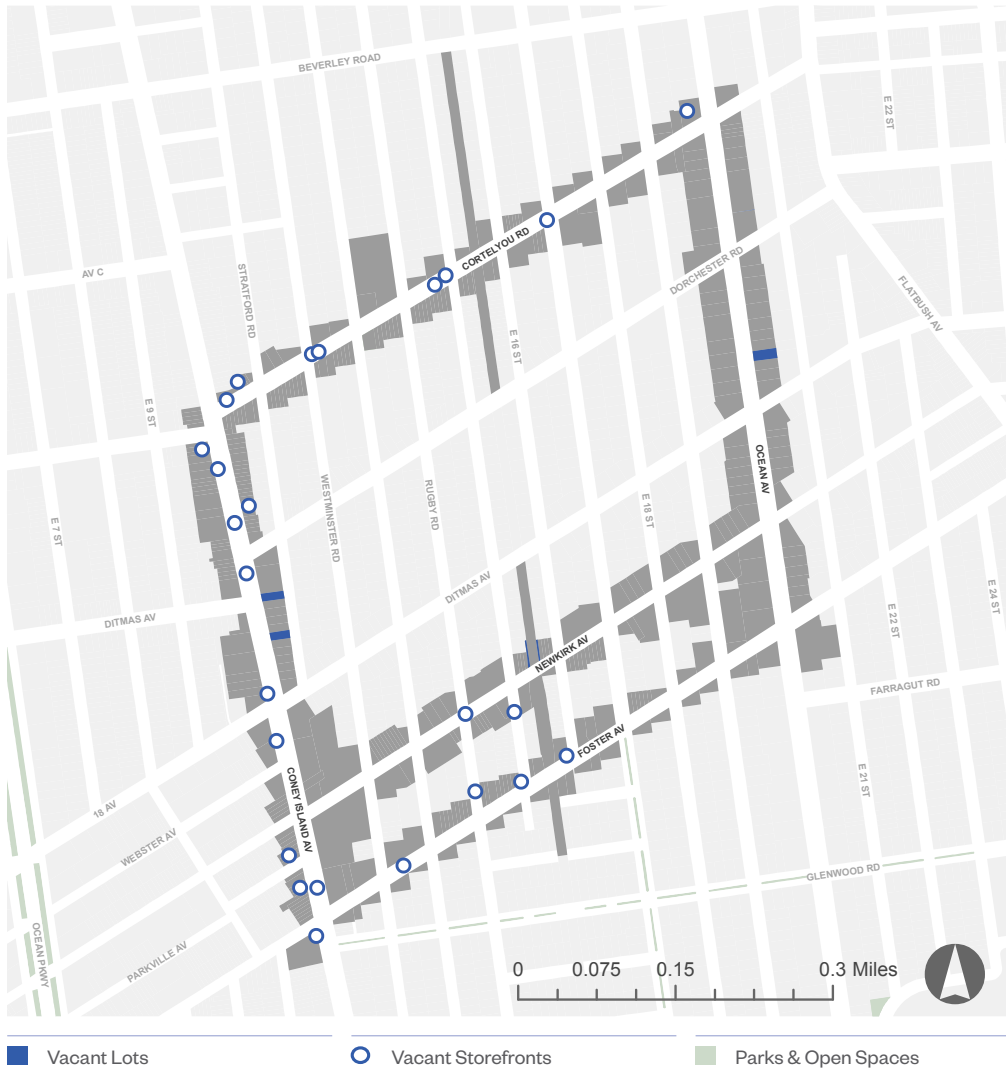 BEVERLEY ROAD
E 22 ST
CORTELYOU RD
DORCHESTER RD
AV C
STRATFORD RD
FLATBUSH AV
E 16 ST
E 9 ST
OCEAN AV
WESTMINSTER RD
RUGBY RD
E 18 ST
E 7 ST
DITMAS AV
DITMAS AV
E 24 ST
E 22 ST
NEWKIRK AV
FARRAGUT RD
FOSTER AV
E 21 ST
CONEY ISLAND AV
18 AV
WEBSTER AV
GLENWOOD RD
OCEAN PKWY
PARKVILLE AV
0 0.075 0.15 0.3 Miles
Vacant Lots Vacant Storefronts Parks & Open Spaces